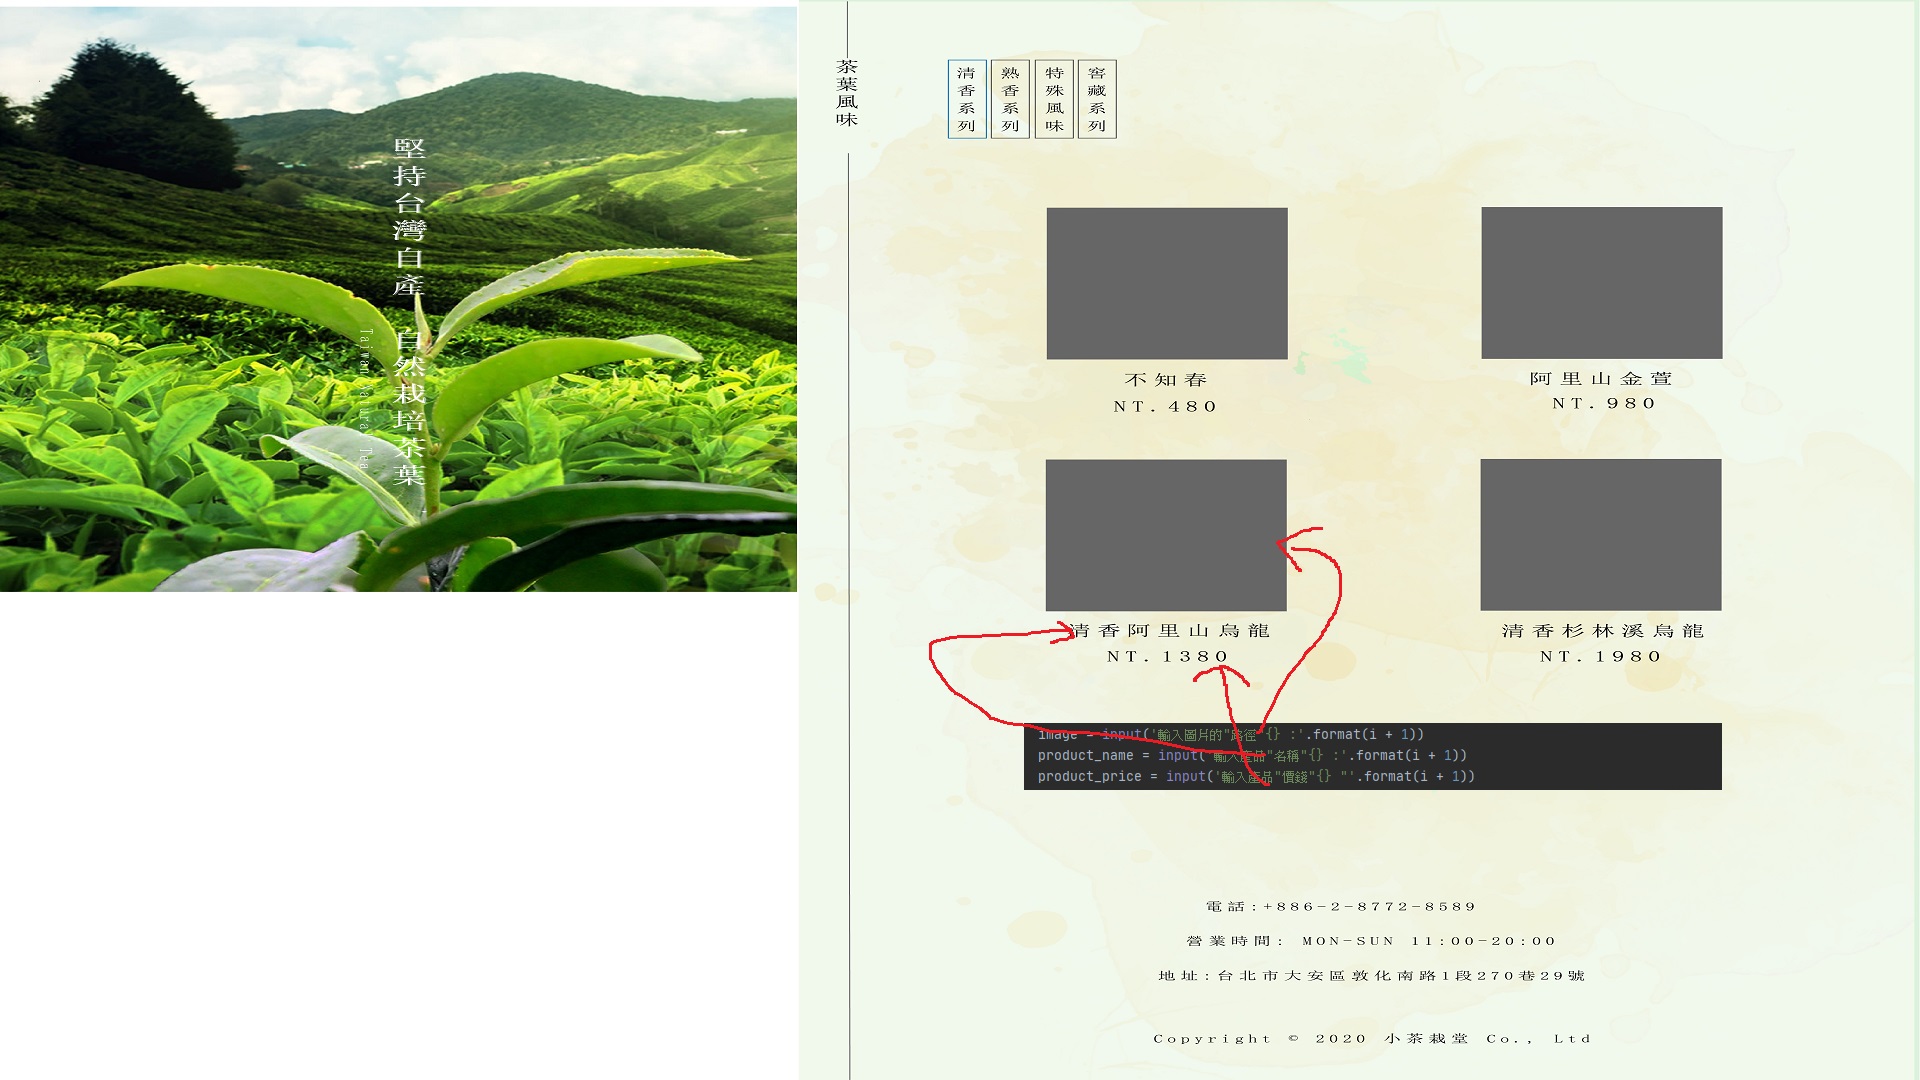 堅持台灣自產 自然栽培茶葉
Taiwan Natural Tea
茶葉風味
清香系列
熟香系列
特殊風味
窖藏系列
不知春
NT.480
阿里山金萱
NT.980
清香阿里山烏龍
NT.1380
清香杉林溪烏龍
NT.1980
image = input('輸入圖片的"路徑"{} :'.format(i + 1))
product_name = input('輸入產品"名稱"{} :'.format(i + 1))
product_price = input('輸入產品"價錢"{} "'.format(i + 1))
電話:+886-2-8772-8589
營業時間: MON-SUN 11:00-20:00
地址:台北市大安區敦化南路1段270巷29號
Copyright © 2020 小茶栽堂 Co., Ltd